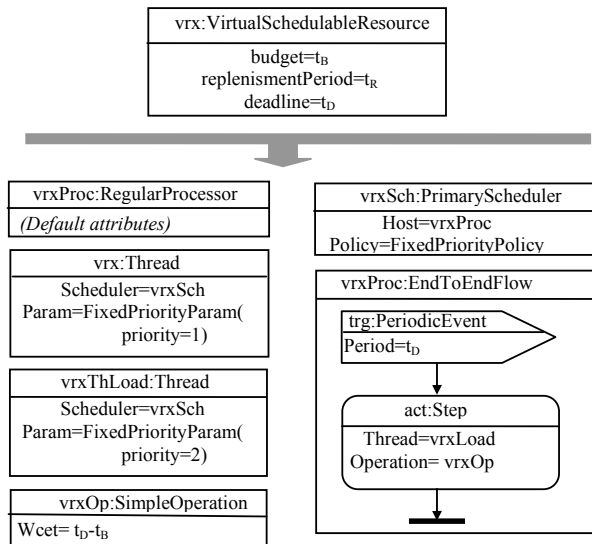 vrx:VirtualSchedulableResource
budget=tB
replenismentPeriod=tR
deadline=tD
vrxProc:RegularProcessor
(Default attributes)
vrx:Thread
Scheduler=vrxSch
Param=FixedPriorityParam(
priority=1)
vrxThLoad:Thread
Scheduler=vrxSch
Param=FixedPriorityParam(
priority=2)
vrxOp:SimpleOperation
Wcet= tD-tB
vrxSch:PrimaryScheduler
Host=vrxProc
Policy=FixedPriorityPolicy
vrxProc:EndToEndFlow
trg:PeriodicEvent
Period=tD
act:Step
Thread=vrxLoad
Operation= vrxOp